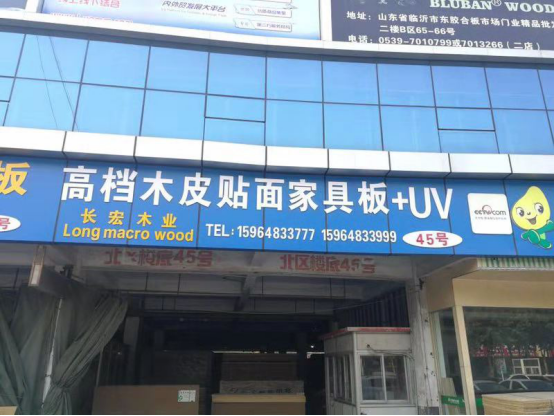 BLUBAN® WOOD
地址：山东省临沂市东胶合板市场门业精品批
二楼B区65-66号
电话：0539-7010799或7013266（二店）
板
高档木皮贴面家具板+UV
长宏木业
Long macro wood
TEL:15964833777 15964833999
45号
号
北区楼底45号
北区楼底45号